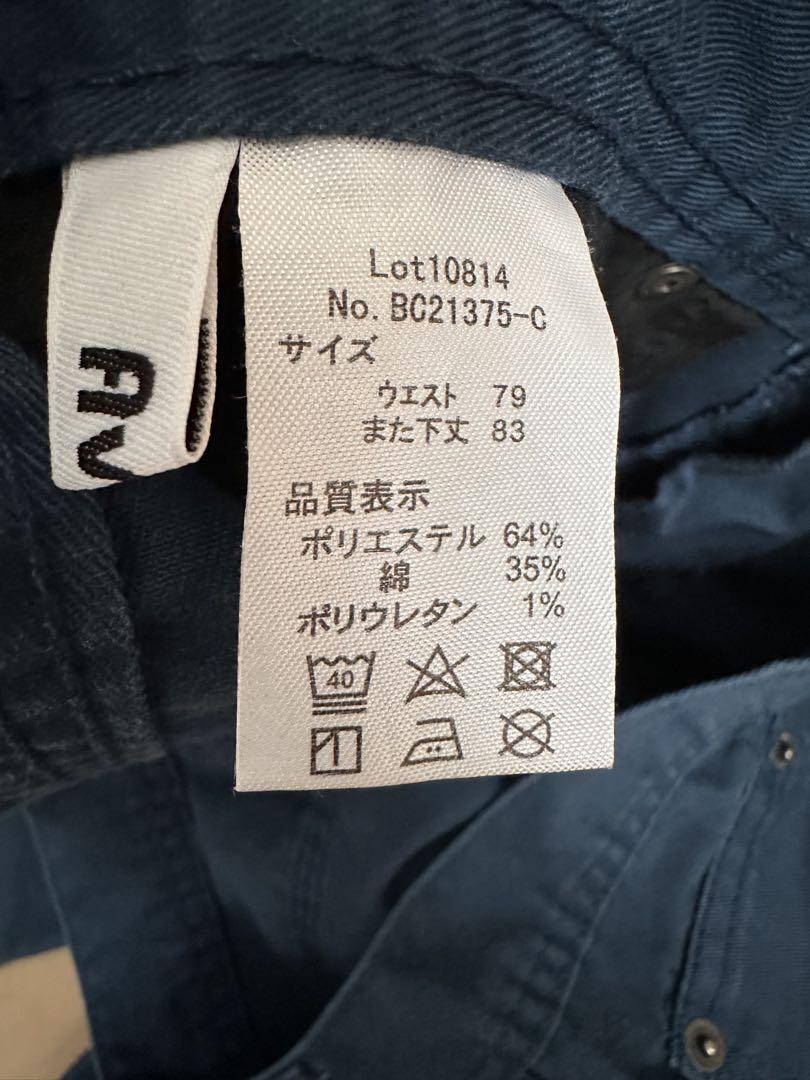 Lot10814
No. BC21375-C
サイズ
ウエスト 79
また下丈 83
品質表示
ポリエステル 64%
綿 35%
ポリウレタン 1%
40